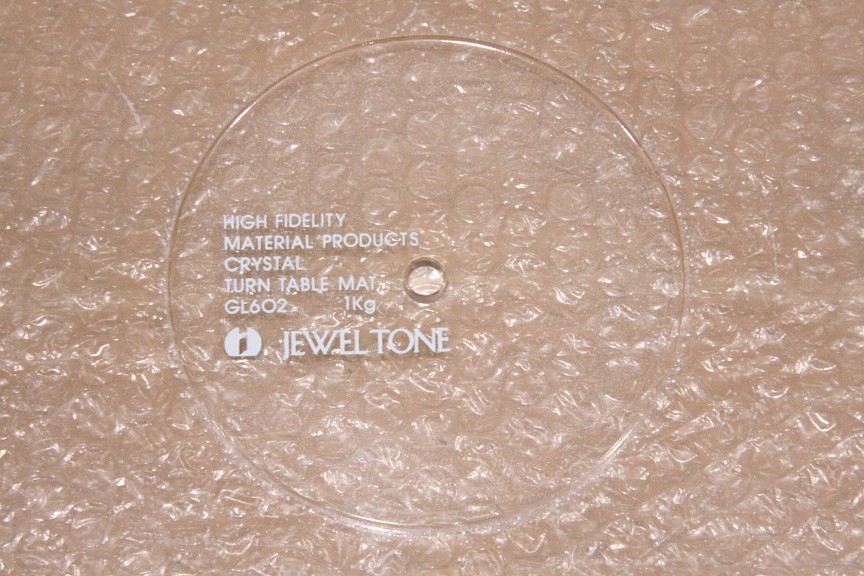 HIGH FIDELITY
MATERIAL PRODUCTS
CRYSTAL
TURN TABLE MAT
GL602 1Kg
JEWELTONE